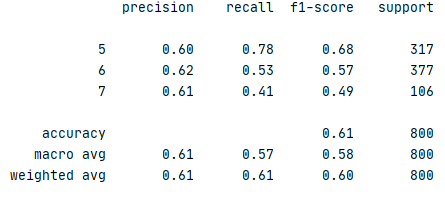 precision recall f1-score support
5 0.60 0.78 0.68 317
6 0.62 0.53 0.57 377
7 0.61 0.41 0.49 106
accuracy 0.61 800
macro avg 0.61 0.57 0.58 800
weighted avg 0.61 0.61 0.60 800